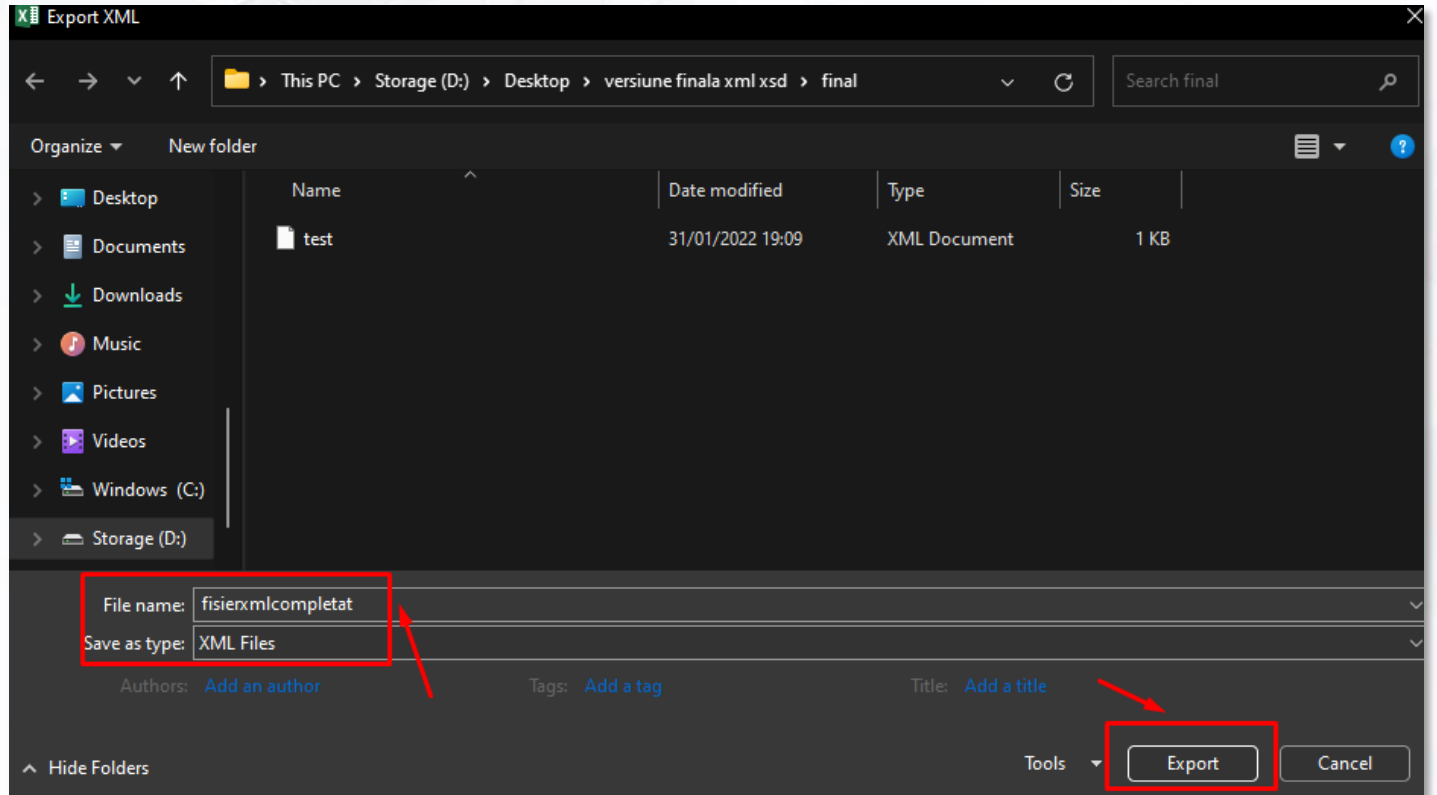 Export XML
This PC > Storage (D:) > Desktop > versiune finala xml xsd > final
Search final
Organize
New folder
Name
Date modified
Type
Size
test
31/01/2022 19:09
XML Document
1 KB
Desktop
Documents
Downloads
Music
Pictures
Videos
Windows (C:)
Storage (D:)
File name: fisierxmlcompletat
Save as type: XML Files
Authors: Add an author
Tags: Add a tag
Title: Add a title
Hide Folders
Tools
Export
Cancel